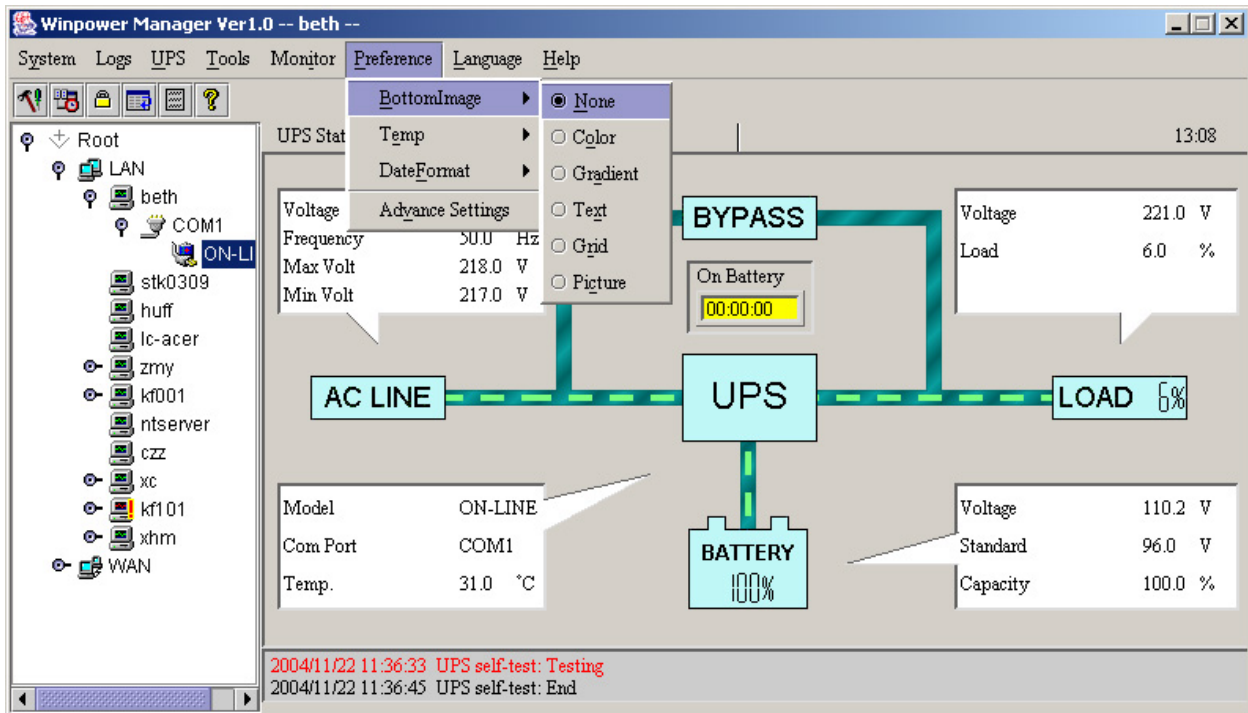 Winpower Manager Ver1.0 -- beth --
System Logs UPS Tools Monitor Preference Language Help
BottomImage
Temp
DateFormat
Advance Settings
None
Color
Gradient
Text
Grid
Picture
Root
LAN
beth
COM1
ON-LI
stk0309
huff
lc-acer
zmy
kf001
ntserver
czz
xc
kf101
xhm
WAN
UPS Stat
13:08
Voltage
Frequency 50.0 Hz
Max Volt 218.0 V
Min Volt 217.0 V
BYPASS
On Battery
00:00:00
Voltage 221.0 V
Load 6.0 %
AC LINE
UPS
LOAD 6%
Model ON-LINE
Com Port COM1
Temp. 31.0 °C
BATTERY
100%
Voltage 110.2 V
Standard 96.0 V
Capacity 100.0 %
2004/11/22 11:36:33 UPS self-test: Testing
2004/11/22 11:36:45 UPS self-test: End